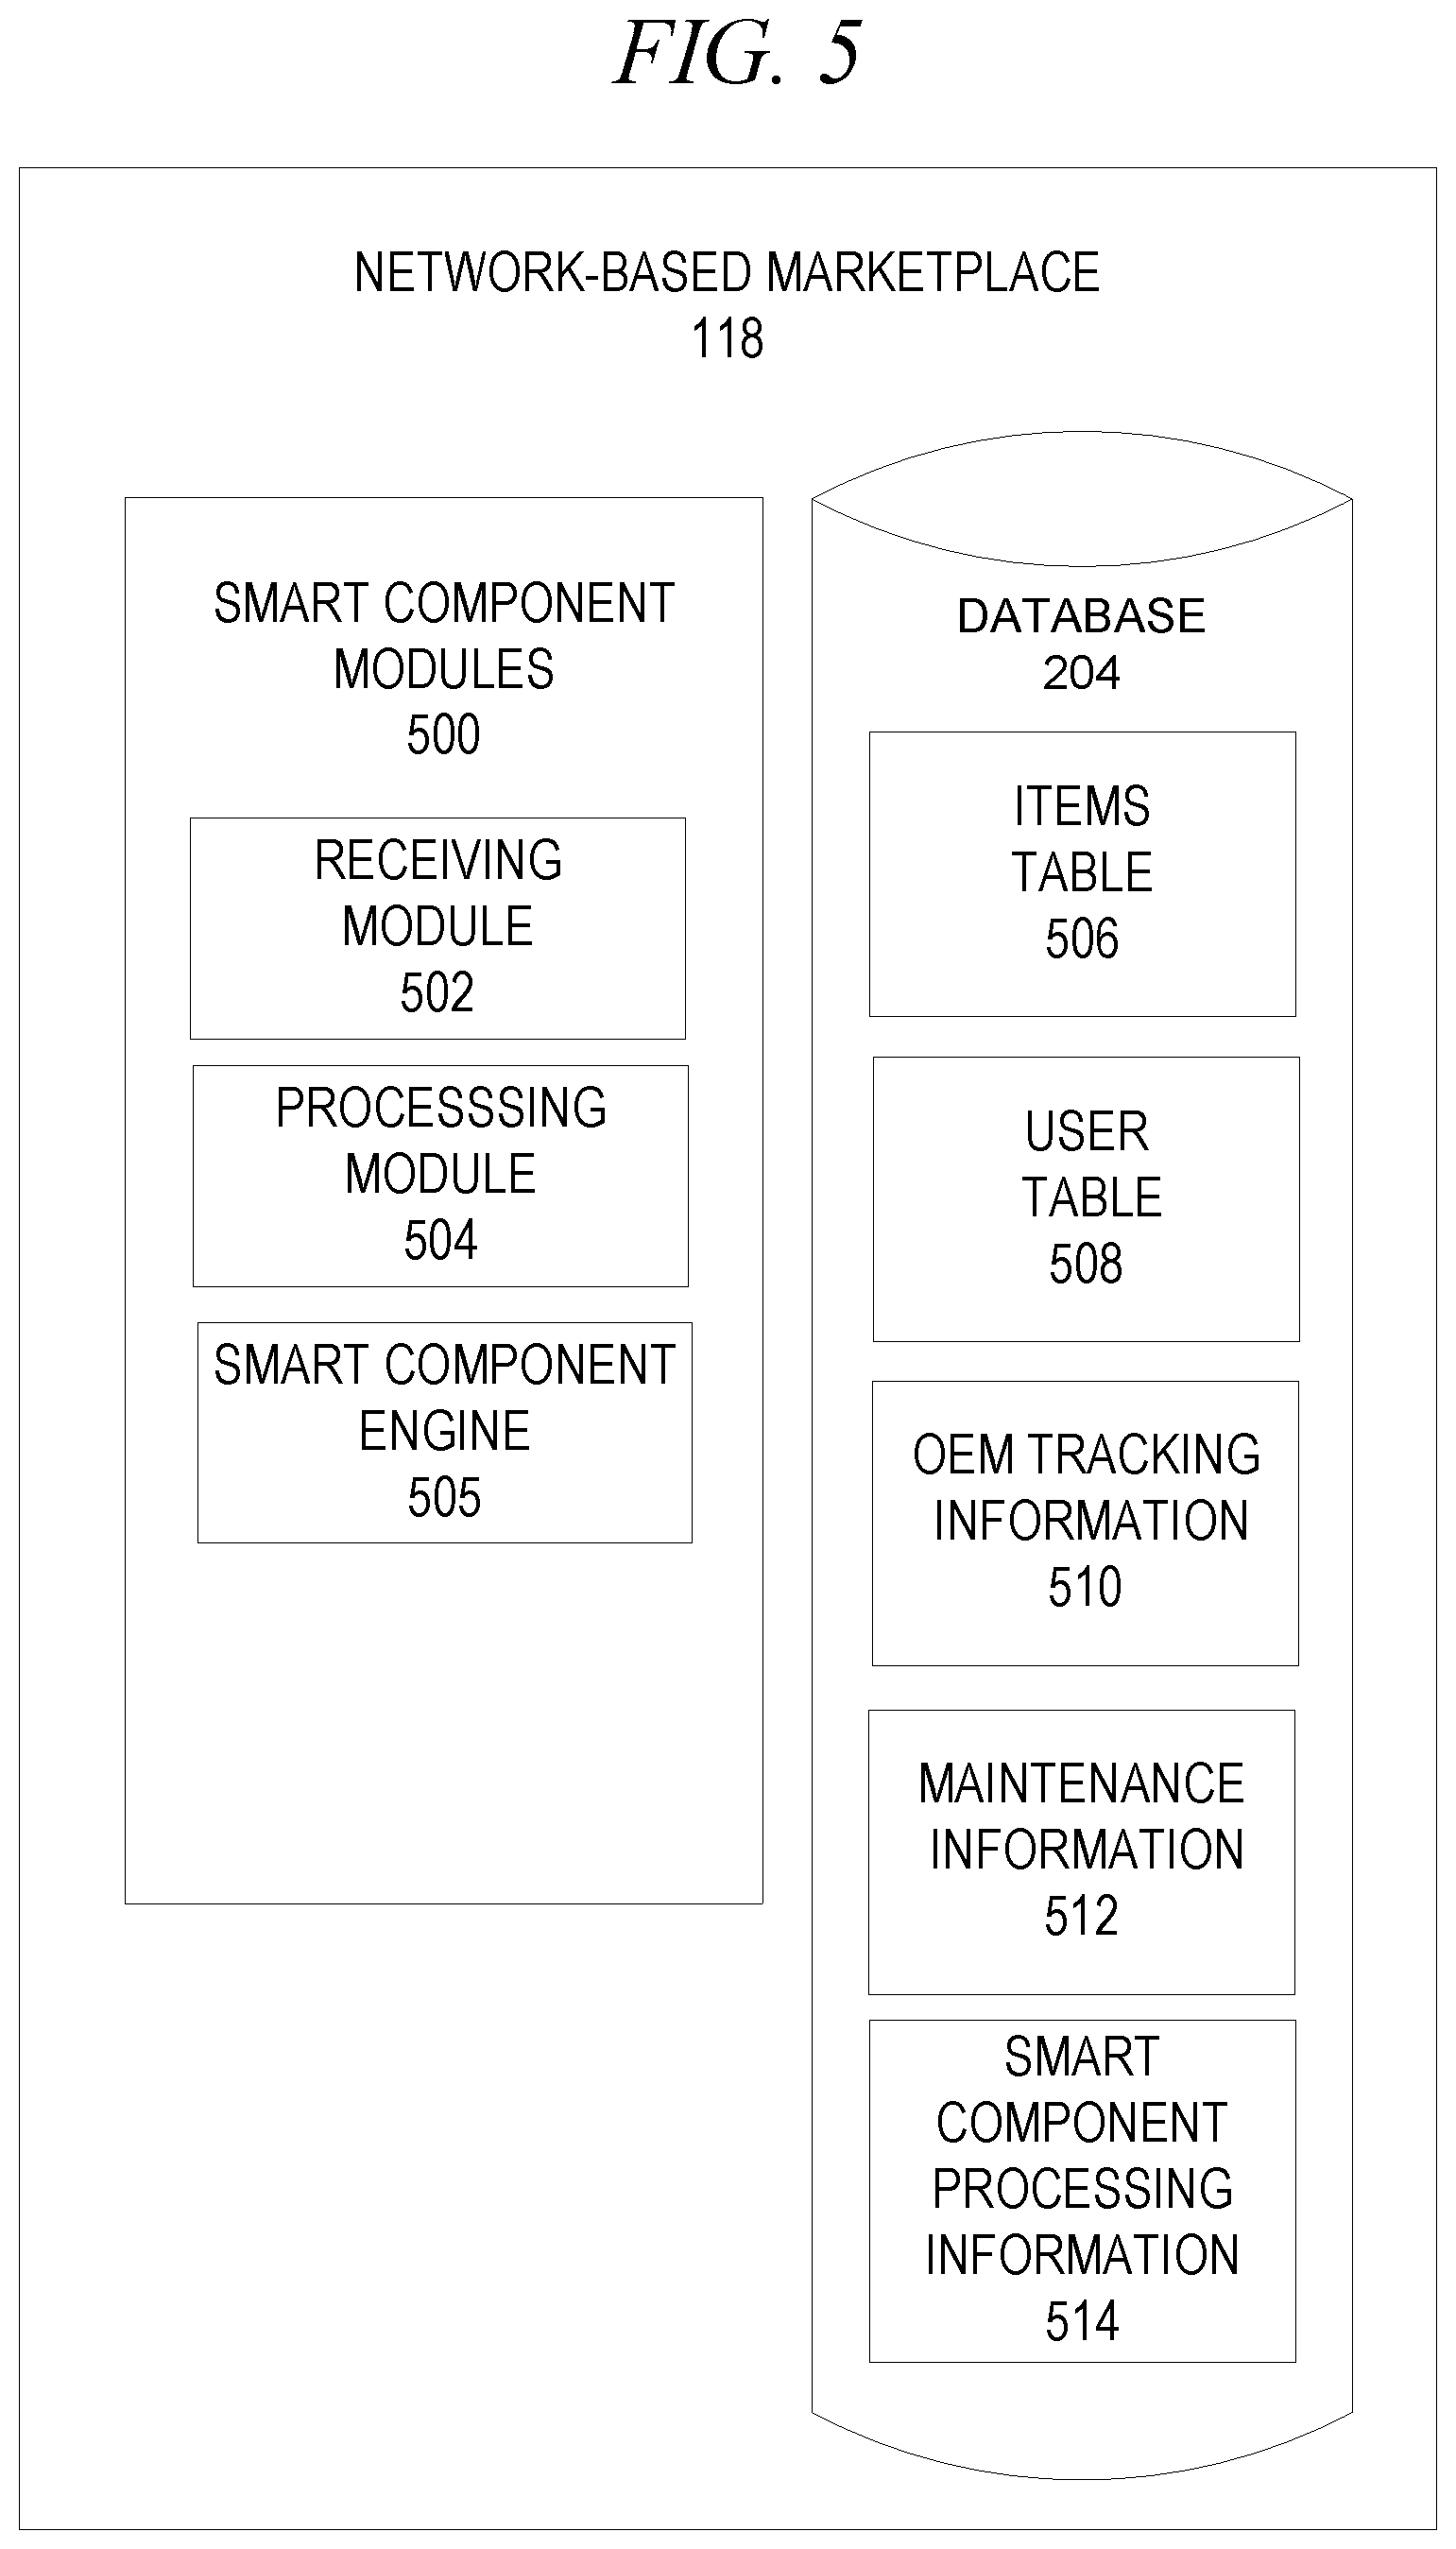 FIG. 5
NETWORK-BASED MARKETPLACE
118
SMART COMPONENT
MODULES
500
RECEIVING
MODULE
502
PROCESSSING
MODULE
504
SMART COMPONENT
ENGINE
505
DATABASE
204
ITEMS
TABLE
506
USER
TABLE
508
OEM TRACKING
INFORMATION
510
MAINTENANCE
INFORMATION
512
SMART
COMPONENT
PROCESSING
INFORMATION
514